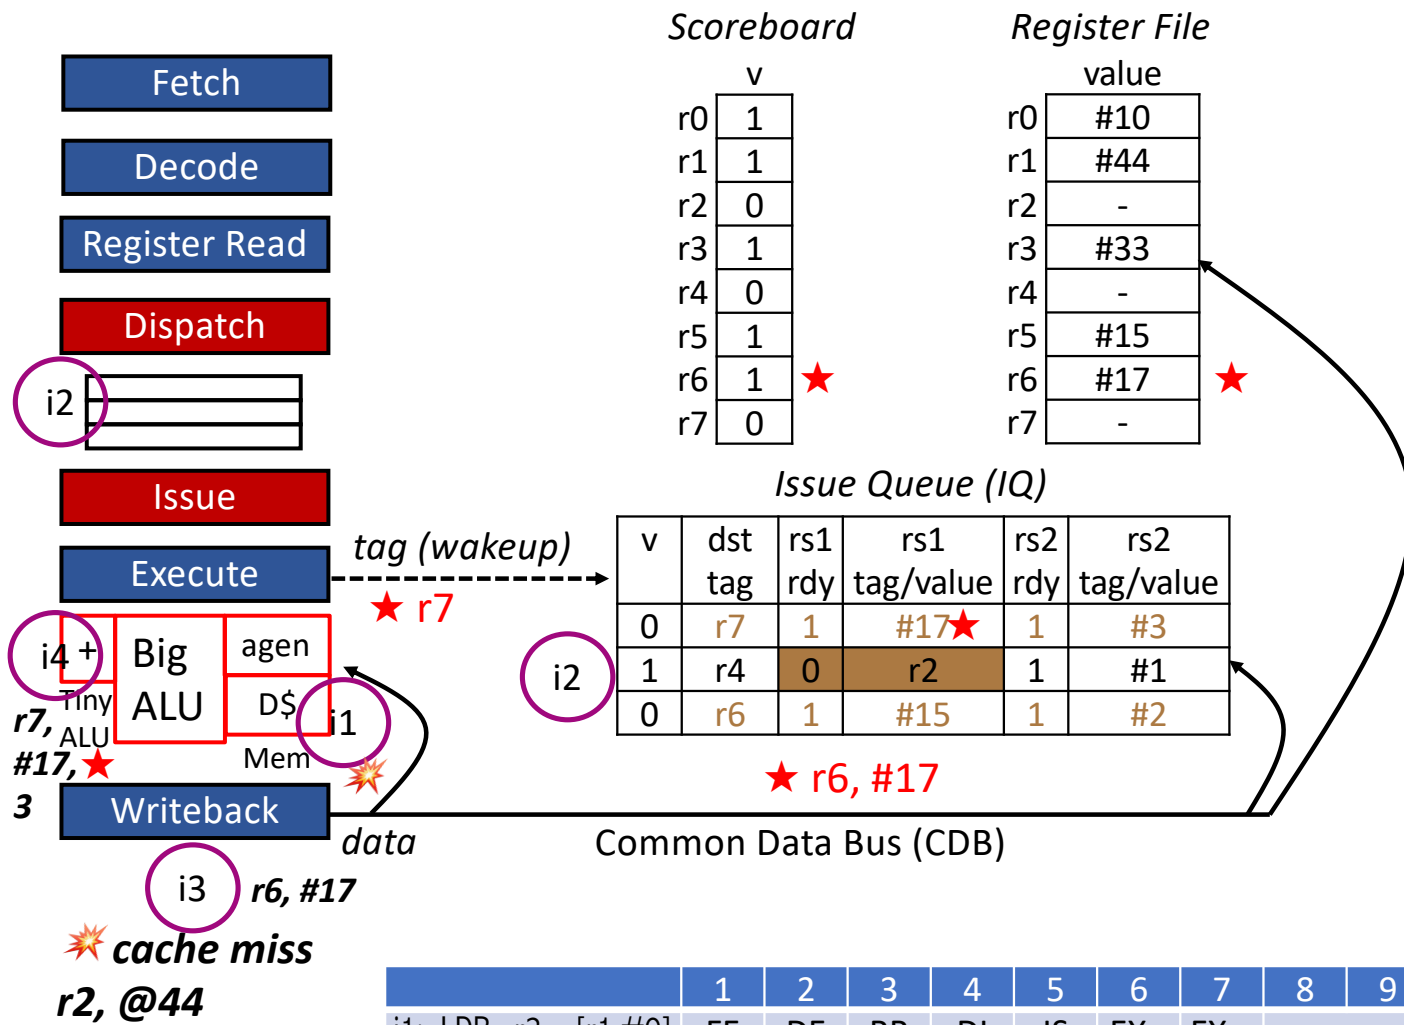 Scoreboard
Register File
v
value
r0 1
r1 1
r2 0
r3 1
r4 0
r5 1
r6 1
r7 0
r0 #10
r1 #44
r2 -
r3 #33
r4 -
r5 #15
r6 #17
r7 -
Fetch
Decode
Register Read
Dispatch
i2
Issue
Execute
tag (wakeup)
r7
i4 +
Big
ALU
agen
D$
i1
Tiny
ALU
Mem
r7,
#17,
3
Writeback
data
i3
r6, #17
cache miss
r2, @44
Issue Queue (IQ)
v dst tag rs1 rdy rs1 tag/value rs2 rdy rs2 tag/value
0 r7 1 #17 1 #3
i2
1 r4 0 r2 1 #1
0 r6 1 #15 1 #2
r6, #17
Common Data Bus (CDB)
1 2 3 4 5 6 7 8 9